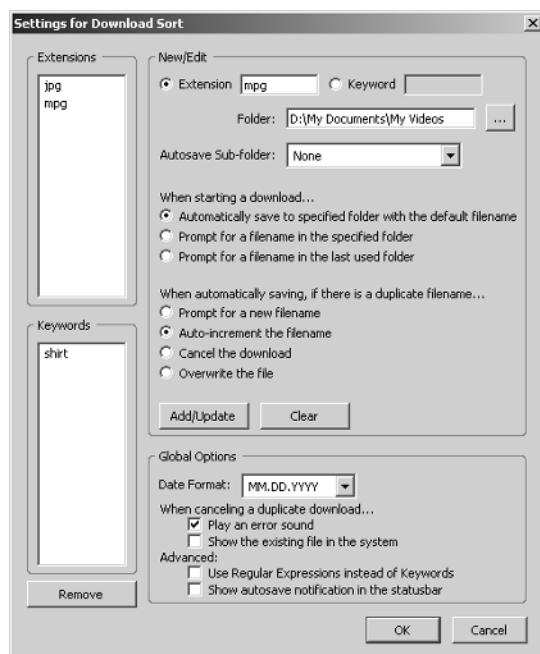 Settings for Download Sort
Extensions
jpg
mpg
Keywords
shirt
Remove
New/Edit
Extension mpg Keyword
Folder: D:\My Documents\My Videos ...
Autosave Sub-folder: None
When starting a download...
Automatically save to specified folder with the default filename
Prompt for a filename in the specified folder
Prompt for a filename in the last used folder
When automatically saving, if there is a duplicate filename...
Prompt for a new filename
Auto-increment the filename
Cancel the download
Overwrite the file
Add/Update Clear
Global Options
Date Format: MM.DD.YYYY
When canceling a duplicate download...
Play an error sound
Show the existing file in the system
Advanced:
Use Regular Expressions instead of Keywords
Show autosave notification in the statusbar
OK Cancel